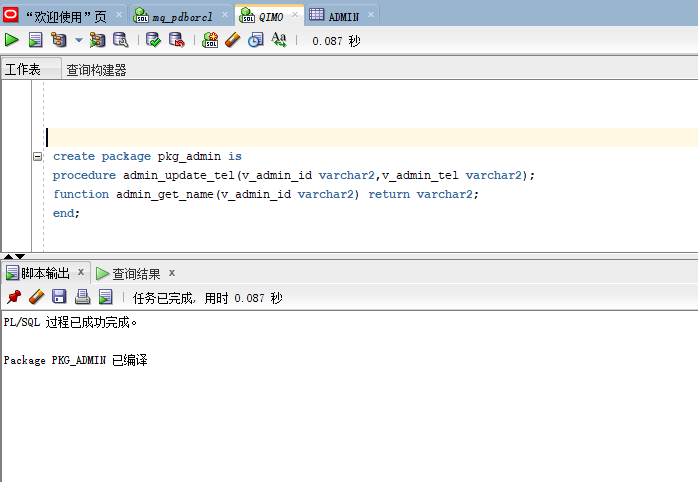 “欢迎使用”页 mq_pdborcl QIMO ADMIN
0.087 秒
工作表 查询构建器
create package pkg_admin is
procedure admin_update_tel(v_admin_id varchar2,v_admin_tel varchar2);
function admin_get_name(v_admin_id varchar2) return varchar2;
end;
脚本输出 x 查询结果 x
任务已完成, 用时 0.087 秒
PL/SQL 过程已成功完成。
Package PKG_ADMIN 已编译